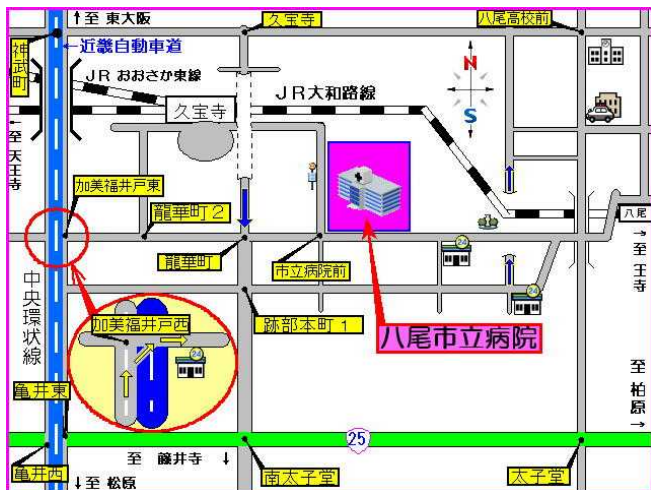 ↑至 東大阪
久宝寺
八尾高校前
神武町
←近畿自動車道
N
JR おおさか東線
久宝寺
JR大和路線
S
←至 天王寺
加美福井戸東
龍華町2
龍華町
市立病院前
24
八尾
至 王寺→
中央環状線
加美福井戸西
24
跡部本町1
24
八尾市立病院
至 柏原→
亀井東
25
亀井西
至 藤井寺 ↓
↓至 松原
南太子堂
太子堂